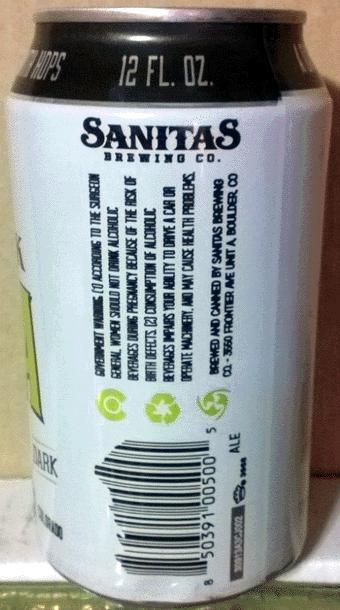 HOPS
12 FL. OZ.
SANITAS
BREWING CO.
GOVERNMENT WARNING: (1) ACCORDING TO THE SURGEON
GENERAL, WOMEN SHOULD NOT DRINK ALCOHOLIC
BEVERAGES DURING PREGNANCY BECAUSE OF THE RISK OF
BIRTH DEFECTS. (2) CONSUMPTION OF ALCOHOLIC
BEVERAGES IMPAIRS YOUR ABILITY TO DRIVE A CAR OR
OPERATE MACHINERY, AND MAY CAUSE HEALTH PROBLEMS.
BREWED AND CANNED BY SANITAS BREWING
CO. - 3550 FRONTIER AVE UNIT A, BOULDER, CO
K
DARK
COLORADO
8 50391 00500 5
ALE